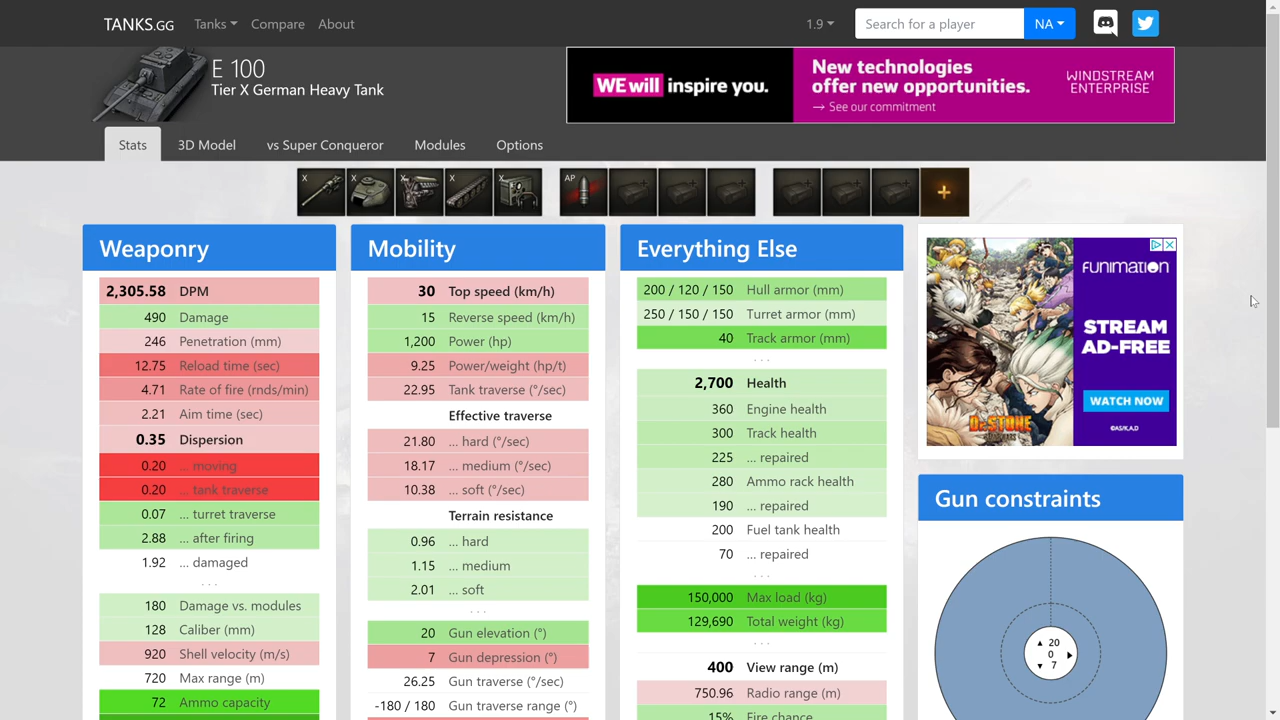 TANKS.GG
Tanks
Compare
About
1.9
Search for a player
NA
E 100
Tier X German Heavy Tank
WE will inspire you.
New technologies
offer new opportunities.
→ See our commitment
WINDSTREAM
ENTERPRISE
Stats
3D Model
vs Super Conqueror
Modules
Options
X
X
X
X
X
AP
Weaponry
2,305.58 DPM
490 Damage
246 Penetration (mm)
12.75 Reload time (sec)
4.71 Rate of fire (rnds/min)
2.21 Aim time (sec)
0.35 Dispersion
0.20 ... moving
0.20 ... tank traverse
0.07 ... turret traverse
2.88 ... after firing
1.92 ... damaged
...
180 Damage vs. modules
128 Caliber (mm)
920 Shell velocity (m/s)
720 Max range (m)
72 Ammo capacity
Mobility
30 Top speed (km/h)
15 Reverse speed (km/h)
1,200 Power (hp)
9.25 Power/weight (hp/t)
22.95 Tank traverse (°/sec)
Effective traverse
21.80 ... hard (°/sec)
18.17 ... medium (°/sec)
10.38 ... soft (°/sec)
Terrain resistance
0.96 ... hard
1.15 ... medium
2.01 ... soft
...
20 Gun elevation (°)
7 Gun depression (°)
26.25 Gun traverse (°/sec)
-180 / 180 Gun traverse range (°)
Everything Else
200 / 120 / 150 Hull armor (mm)
250 / 150 / 150 Turret armor (mm)
40 Track armor (mm)
...
2,700 Health
360 Engine health
300 Track health
225 ... repaired
280 Ammo rack health
190 ... repaired
200 Fuel tank health
70 ... repaired
...
150,000 Max load (kg)
129,690 Total weight (kg)
...
400 View range (m)
750.96 Radio range (m)
15% Fire chance
FUNIMATION
STREAM
AD-FREE
WATCH NOW
Dr.STONE
Gun constraints
▲ 20
0 ▶
▼ 7